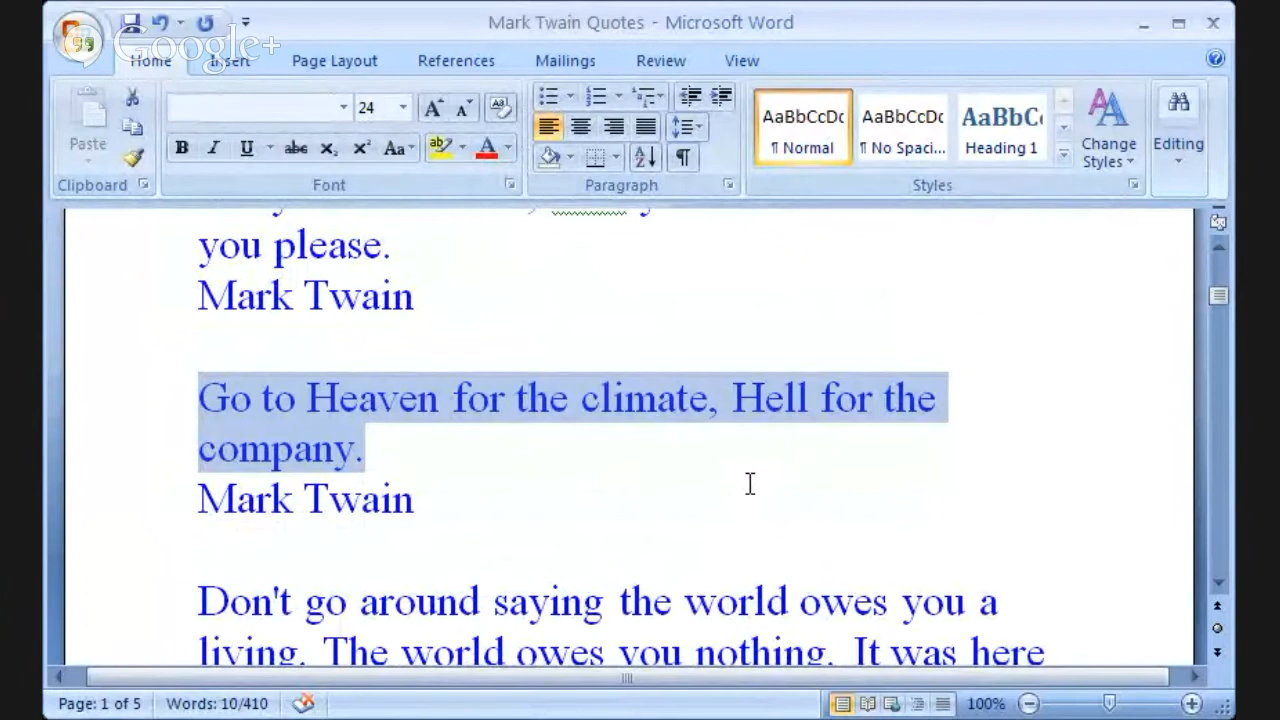 Mark Twain Quotes - Microsoft Word
Google+
Home Insert Page Layout References Mailings Review View
24
Paste
Clipboard Font Paragraph Styles
AaBbCcDc AaBbCcDc AaBbC
¶ Normal ¶ No Spaci... Heading 1
Change
Styles
Editing
you please.
Mark Twain
Go to Heaven for the climate, Hell for the
company.
Mark Twain
Don't go around saying the world owes you a
living. The world owes you nothing. It was here
Page: 1 of 5 Words: 10/410 100%